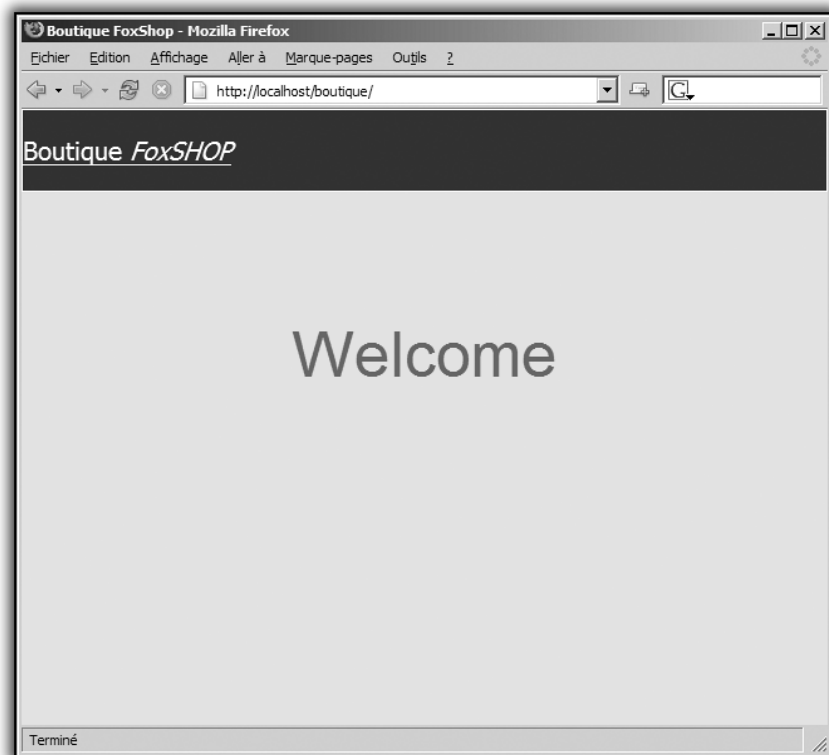 Boutique FoxShop - Mozilla Firefox
Fichier Edition Affichage Aller à Marque-pages Outils ?
http://localhost/boutique/ G
Boutique FoxSHOP
Welcome
Terminé